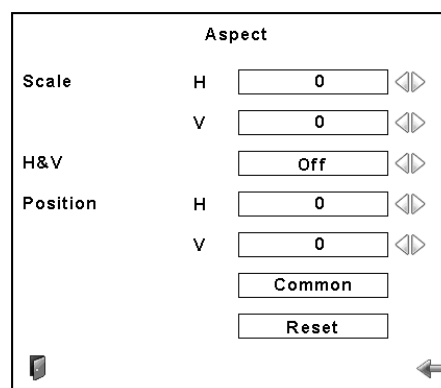 Aspect
Scale H 0
V 0
H&V Off
Position H 0
V 0
Common
Reset